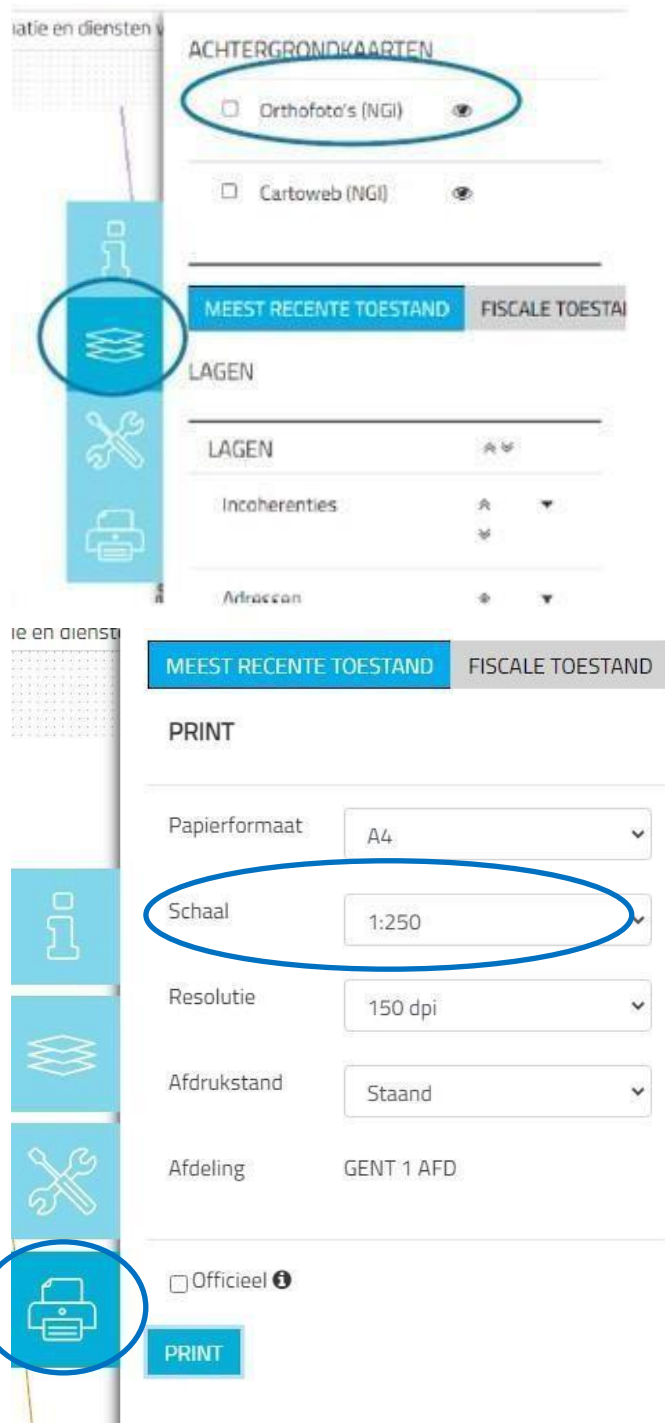 atie en diensten v
ACHTERGRONDKAARTEN
Orthofoto's (NGI)
Cartoweb (NGI)
MEEST RECENTE TOESTAND FISCALE TOESTA
LAGEN
LAGEN
Incoherenties
Adressen
ie en dienst
MEEST RECENTE TOESTAND FISCALE TOESTAND
PRINT
Papierformaat A4
Schaal 1:250
Resolutie 150 dpi
Afdrukstand Staand
Afdeling GENT 1 AFD
Officieel
PRINT